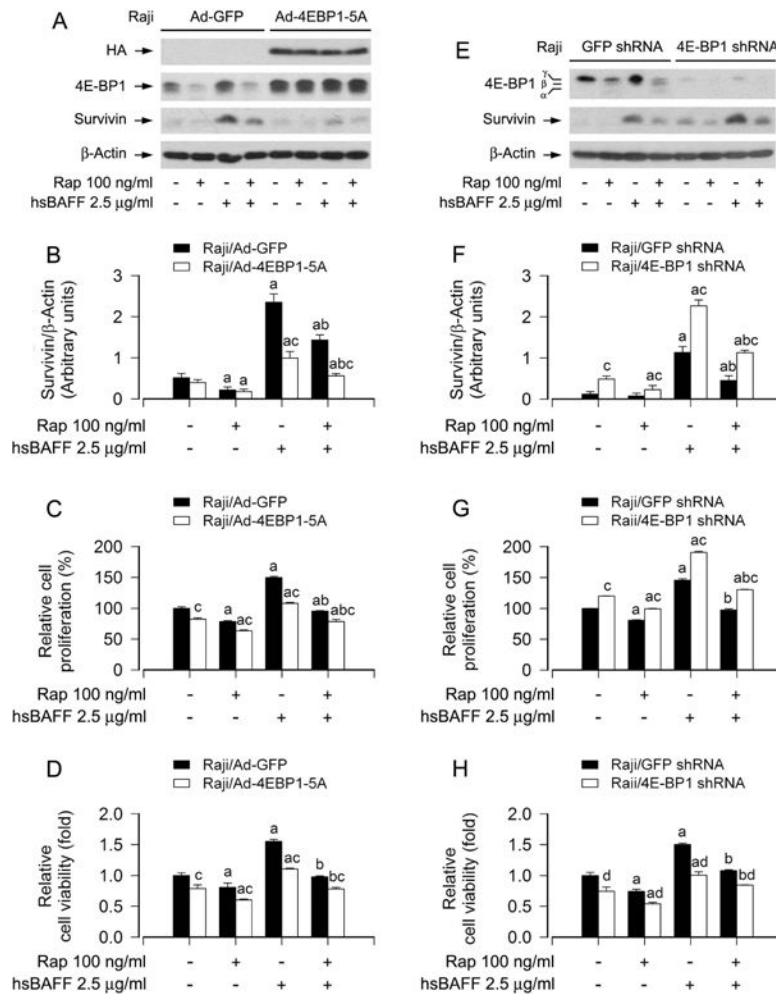 A
Raji Ad-GFP Ad-4EBP1-5A
HA
4E-BP1
Survivin
β-Actin
Rap 100 ng/ml - + - + - + - +
hsBAFF 2.5 μg/ml - - + + - - + +
B
Raji/Ad-GFP
Raji/Ad-4EBP1-5A
Survivin/β-Actin
(Arbitrary units)
3
2
1
0
a a a ac ab abc
Rap 100 ng/ml - + - +
hsBAFF 2.5 μg/ml - - + +
C
Raji/Ad-GFP
Raji/Ad-4EBP1-5A
Relative cell
proliferation (%)
200
150
100
50
0
c a ac a ac ab abc
Rap 100 ng/ml - + - +
hsBAFF 2.5 μg/ml - - + +
D
Raji/Ad-GFP
Raji/Ad-4EBP1-5A
Relative
cell viability (fold)
2.0
1.5
1.0
0.5
0.0
c a ac a ac b bc
Rap 100 ng/ml - + - +
hsBAFF 2.5 μg/ml - - + +
E
Raji GFP shRNA 4E-BP1 shRNA
4E-BP1 γ β α
Survivin
β-Actin
Rap 100 ng/ml - + - + - + - +
hsBAFF 2.5 μg/ml - - + + - - + +
F
Raji/GFP shRNA
Raji/4E-BP1 shRNA
Survivin/β-Actin
(Arbitrary units)
3
2
1
0
c ac a ac ab abc
Rap 100 ng/ml - + - +
hsBAFF 2.5 μg/ml - - + +
G
Raji/GFP shRNA
Raii/4E-BP1 shRNA
Relative cell
proliferation (%)
200
150
100
50
0
c a ac a ac b abc
Rap 100 ng/ml - + - +
hsBAFF 2.5 μg/ml - - + +
H
Raji/GFP shRNA
Raii/4E-BP1 shRNA
Relative
cell viability (fold)
2.0
1.5
1.0
0.5
0.0
d a ad a ad b bd
Rap 100 ng/ml - + - +
hsBAFF 2.5 μg/ml - - + +